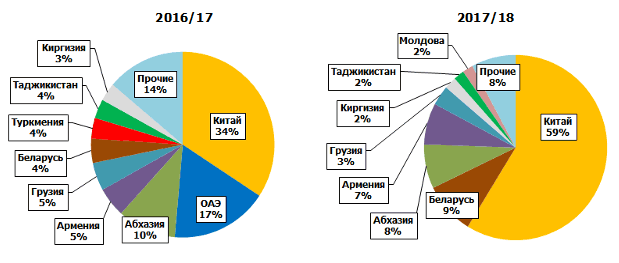 2016/17
Киргизия
3%
Таджикистан
4%
Туркмения
4%
Беларусь
4%
Грузия
5%
Армения
5%
Абхазия
10%
ОАЭ
17%
Китай
34%
Прочие
14%
2017/18
Молдова
2%
Таджикистан
2%
Киргизия
2%
Грузия
3%
Армения
7%
Абхазия
8%
Беларусь
9%
Китай
59%
Прочие
8%